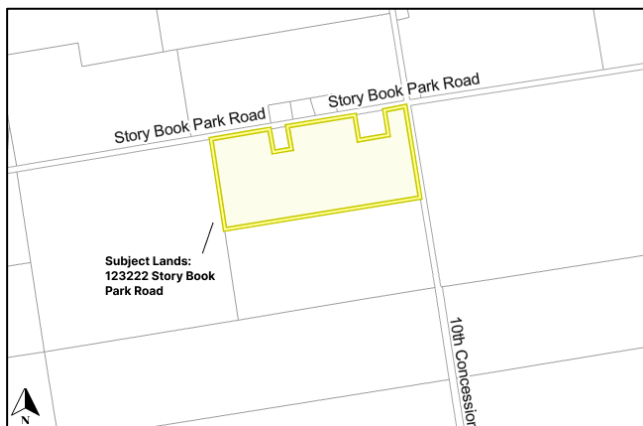 Story Book Park Road
Story Book Park Road
Subject Lands:
123222 Story Book
Park Road
10th Concession
N